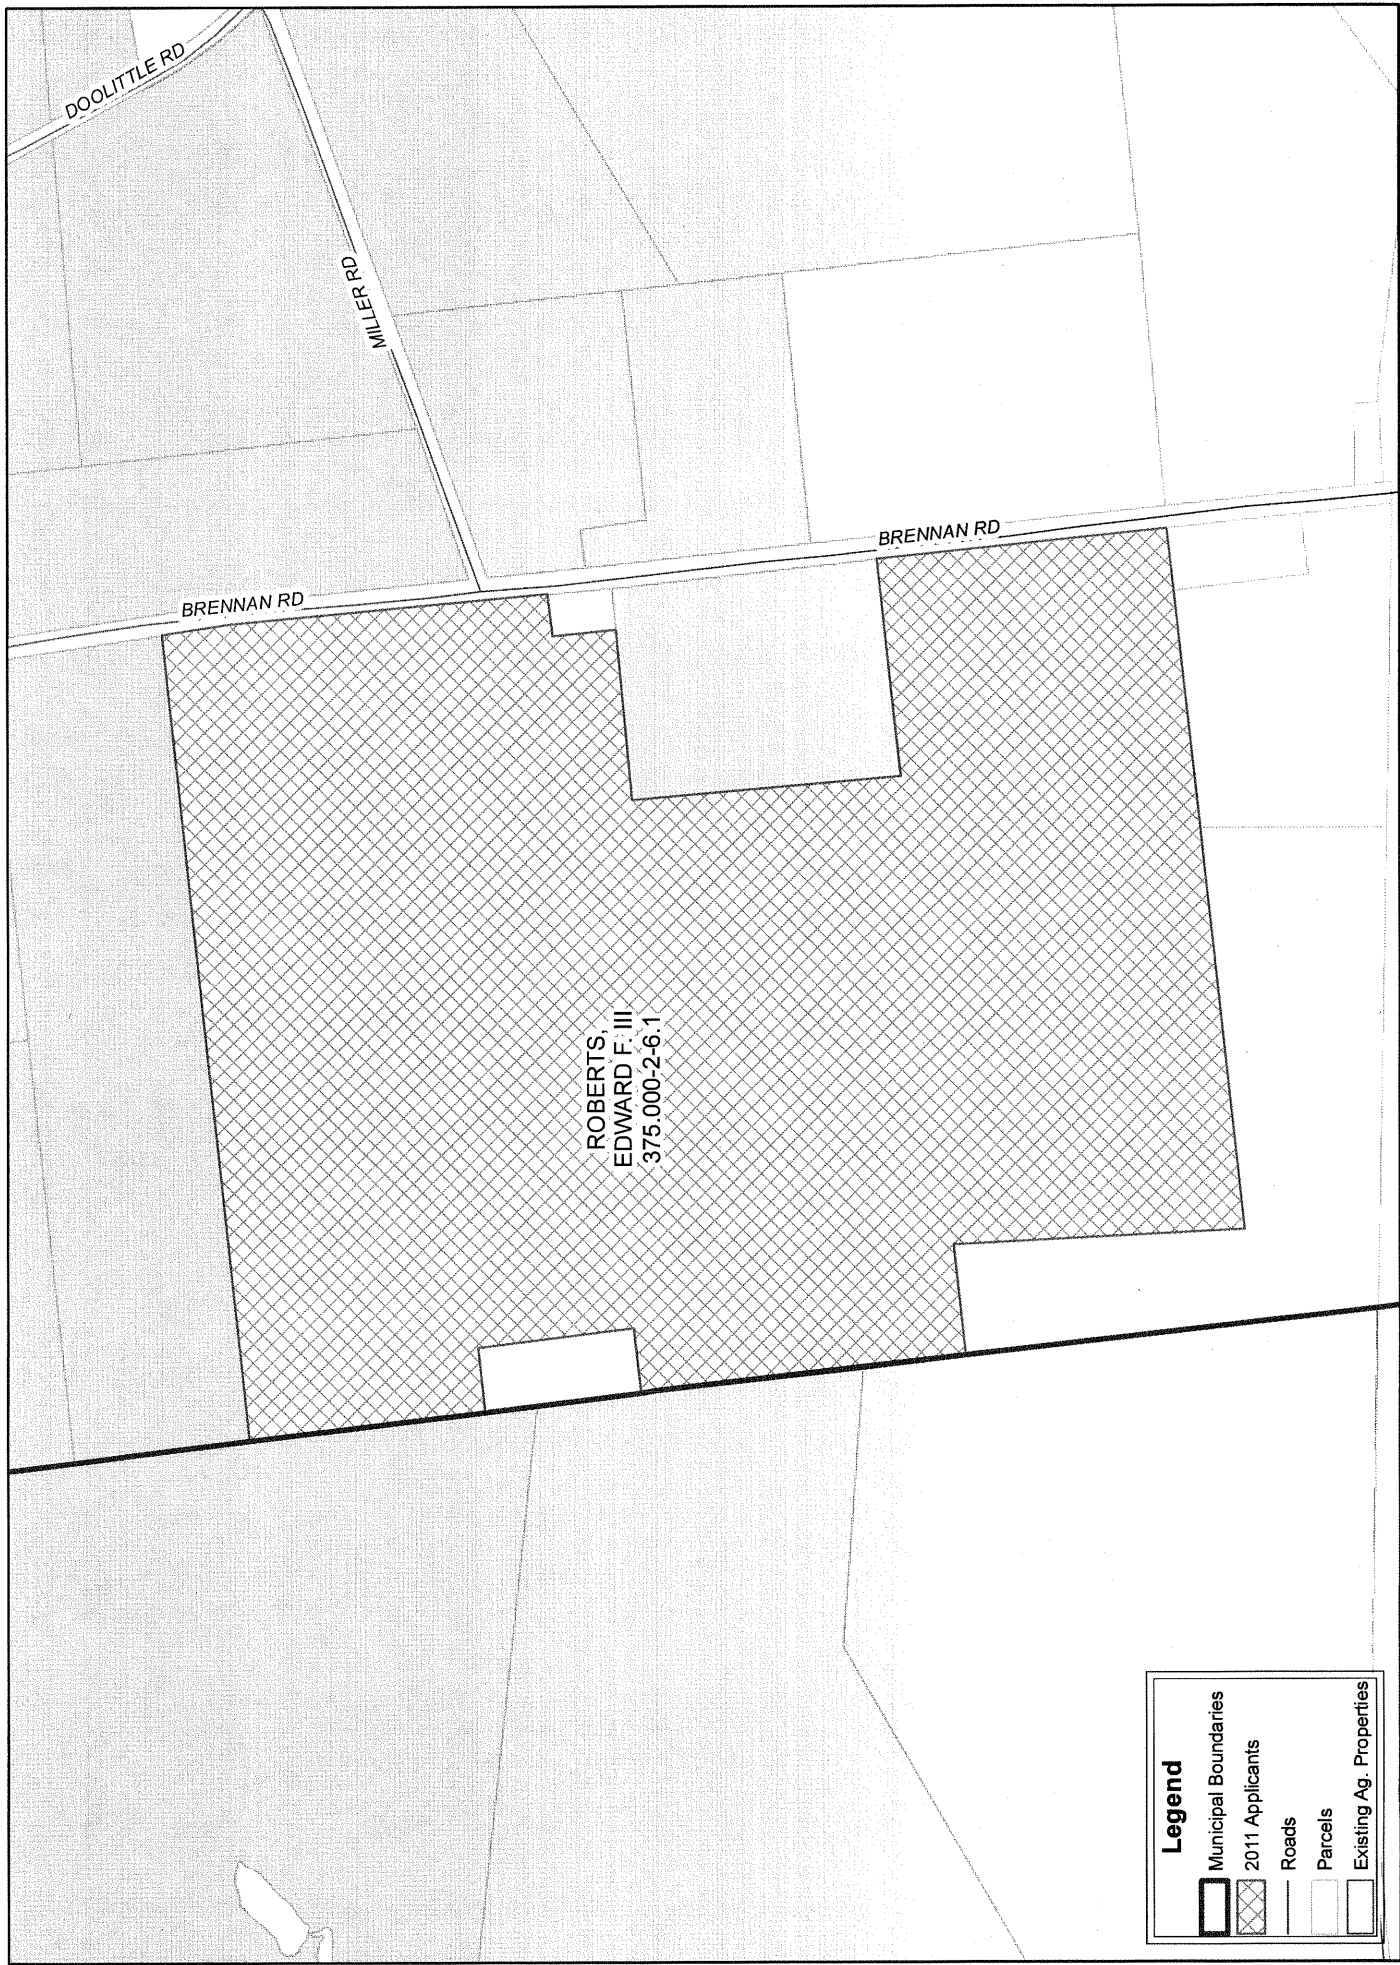 DOOLITTLE RD
MILLER RD
BRENNAN RD
BRENNAN RD
ROBERTS,
EDWARD F. III
375.000-2-6.1
Legend
Municipal Boundaries
2011 Applicants
Roads
Parcels
Existing Ag. Properties